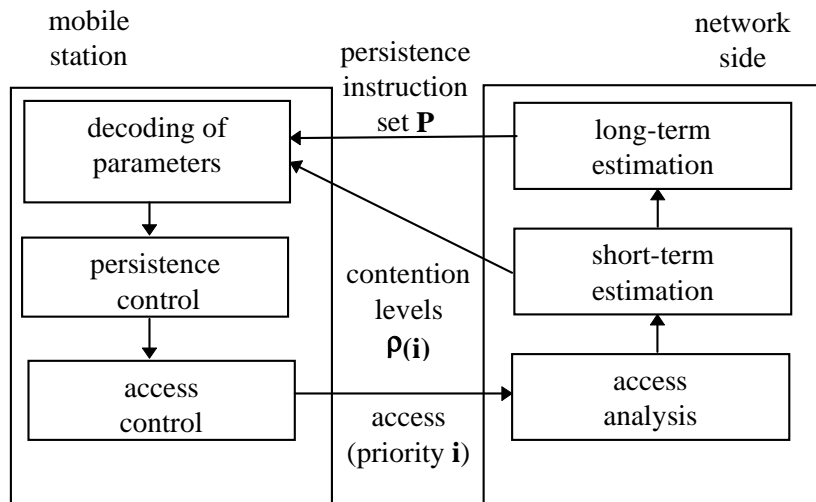 mobile
station
network
side
persistence
instruction
set P
decoding of
parameters
long-term
estimation
persistence
control
contention
levels
ρ(i)
short-term
estimation
access
control
access
(priority i)
access
analysis